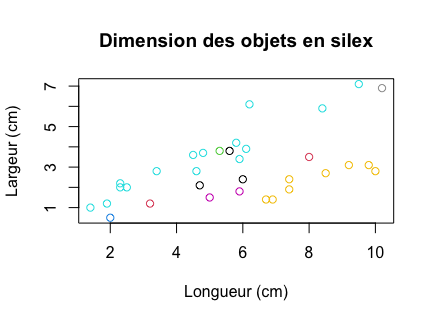 Dimension des objets en silex
Largeur (cm)
7
5
3
1
2 4 6 8 10
Longueur (cm)